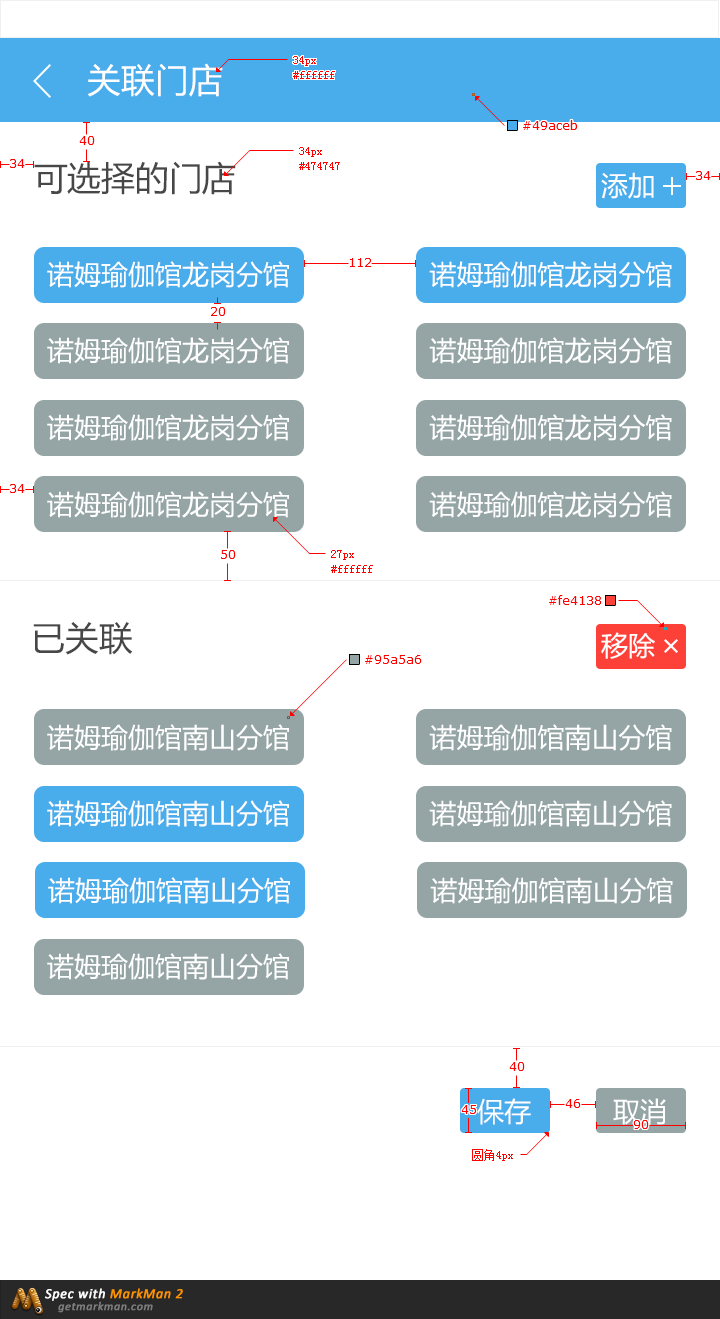 关联门店
34px
#ffffff
#49aceb
40
34
可选择的门店
34px
#474747
添加
34
诺姆瑜伽馆龙岗分馆
112
诺姆瑜伽馆龙岗分馆
20
诺姆瑜伽馆龙岗分馆
诺姆瑜伽馆龙岗分馆
诺姆瑜伽馆龙岗分馆
诺姆瑜伽馆龙岗分馆
34
诺姆瑜伽馆龙岗分馆
诺姆瑜伽馆龙岗分馆
50
27px
#ffffff
#fe4138
已关联
移除
#95a5a6
诺姆瑜伽馆南山分馆
诺姆瑜伽馆南山分馆
诺姆瑜伽馆南山分馆
诺姆瑜伽馆南山分馆
诺姆瑜伽馆南山分馆
诺姆瑜伽馆南山分馆
诺姆瑜伽馆南山分馆
40
45
保存
46
取消
90
圆角4px
Spec with MarkMan 2
getmarkman.com